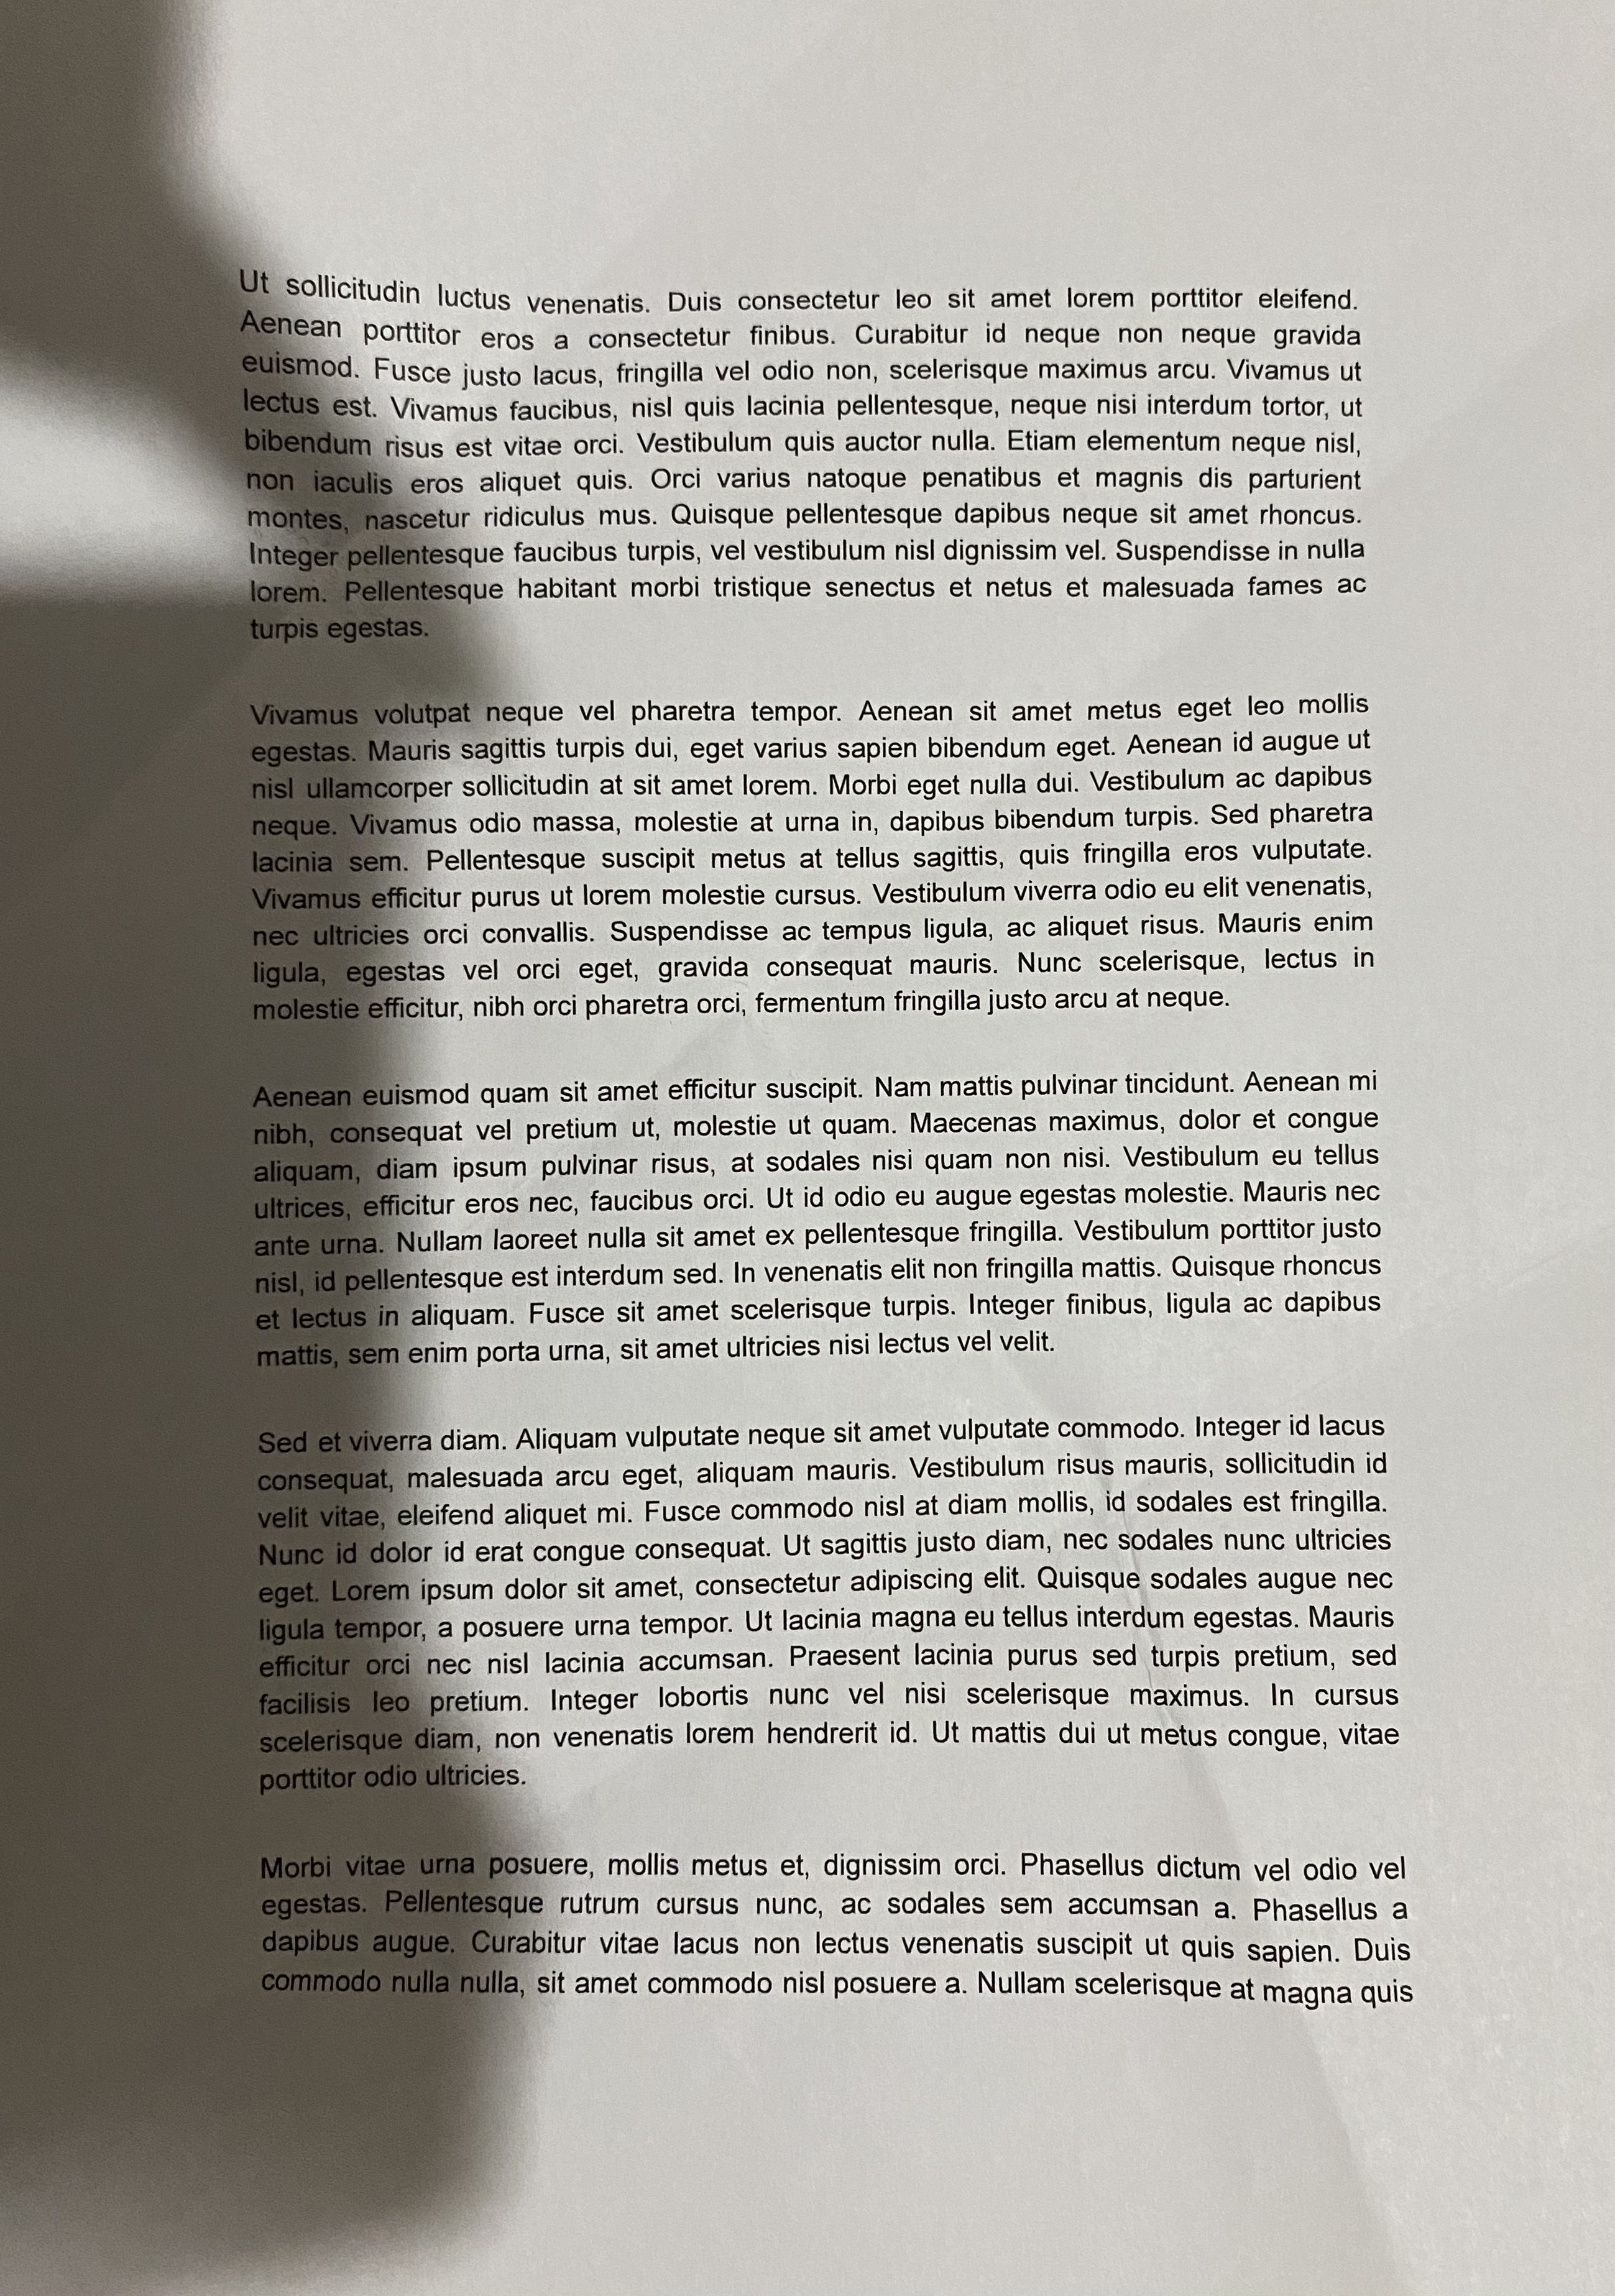 Ut sollicitudin luctus venenatis. Duis consectetur leo sit amet lorem porttitor eleifend.
Aenean porttitor eros a consectetur finibus. Curabitur id neque non neque gravida
euismod. Fusce justo lacus, fringilla vel odio non, scelerisque maximus arcu. Vivamus ut
lectus est. Vivamus faucibus, nisl quis lacinia pellentesque, neque nisi interdum tortor, ut
bibendum risus est vitae orci. Vestibulum quis auctor nulla. Etiam elementum neque nisl,
non iaculis eros aliquet quis. Orci varius natoque penatibus et magnis dis parturient
montes, nascetur ridiculus mus. Quisque pellentesque dapibus neque sit amet rhoncus.
Integer pellentesque faucibus turpis, vel vestibulum nisl dignissim vel. Suspendisse in nulla
lorem. Pellentesque habitant morbi tristique senectus et netus et malesuada fames ac
turpis egestas.
Vivamus volutpat neque vel pharetra tempor. Aenean sit amet metus eget leo mollis
egestas. Mauris sagittis turpis dui, eget varius sapien bibendum eget. Aenean id augue ut
nisl ullamcorper sollicitudin at sit amet lorem. Morbi eget nulla dui. Vestibulum ac dapibus
neque. Vivamus odio massa, molestie at urna in, dapibus bibendum turpis. Sed pharetra
lacinia sem. Pellentesque suscipit metus at tellus sagittis, quis fringilla eros vulputate.
Vivamus efficitur purus ut lorem molestie cursus. Vestibulum viverra odio eu elit venenatis,
nec ultricies orci convallis. Suspendisse ac tempus ligula, ac aliquet risus. Mauris enim
ligula, egestas vel orci eget, gravida consequat mauris. Nunc scelerisque, lectus in
molestie efficitur, nibh orci pharetra orci, fermentum fringilla justo arcu at neque.
Aenean euismod quam sit amet efficitur suscipit. Nam mattis pulvinar tincidunt. Aenean mi
nibh, consequat vel pretium ut, molestie ut quam. Maecenas maximus, dolor et congue
aliquam, diam ipsum pulvinar risus, at sodales nisi quam non nisi. Vestibulum eu tellus
ultrices, efficitur eros nec, faucibus orci. Ut id odio eu augue egestas molestie. Mauris nec
ante urna. Nullam laoreet nulla sit amet ex pellentesque fringilla. Vestibulum porttitor justo
nisl, id pellentesque est interdum sed. In venenatis elit non fringilla mattis. Quisque rhoncus
et lectus in aliquam. Fusce sit amet scelerisque turpis. Integer finibus, ligula ac dapibus
mattis, sem enim porta urna, sit amet ultricies nisi lectus vel velit.
Sed et viverra diam. Aliquam vulputate neque sit amet vulputate commodo. Integer id lacus
consequat, malesuada arcu eget, aliquam mauris. Vestibulum risus mauris, sollicitudin id
velit vitae, eleifend aliquet mi. Fusce commodo nisl at diam mollis, id sodales est fringilla.
Nunc id dolor id erat congue consequat. Ut sagittis justo diam, nec sodales nunc ultricies
eget. Lorem ipsum dolor sit amet, consectetur adipiscing elit. Quisque sodales augue nec
ligula tempor, a posuere urna tempor. Ut lacinia magna eu tellus interdum egestas. Mauris
efficitur orci nec nisl lacinia accumsan. Praesent lacinia purus sed turpis pretium, sed
facilisis leo pretium. Integer lobortis nunc vel nisi scelerisque maximus. In cursus
scelerisque diam, non venenatis lorem hendrerit id. Ut mattis dui ut metus congue, vitae
porttitor odio ultricies.
Morbi vitae urna posuere, mollis metus et, dignissim orci. Phasellus dictum vel odio vel
egestas. Pellentesque rutrum cursus nunc, ac sodales sem accumsan a. Phasellus a
dapibus augue. Curabitur vitae lacus non lectus venenatis suscipit ut quis sapien. Duis
commodo nulla nulla, sit amet commodo nisl posuere a. Nullam scelerisque at magna quis